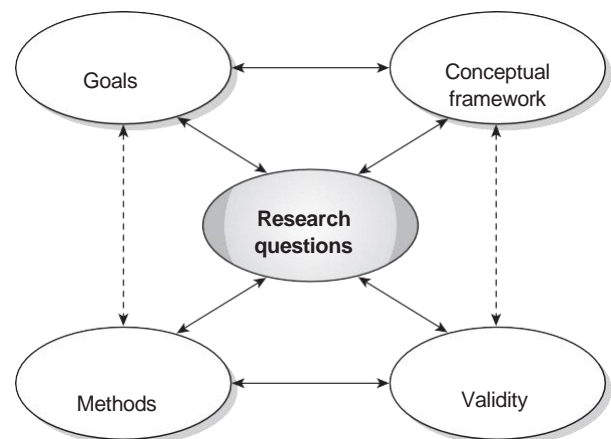 Goals
Conceptual
framework
Research
questions
Methods
Validity